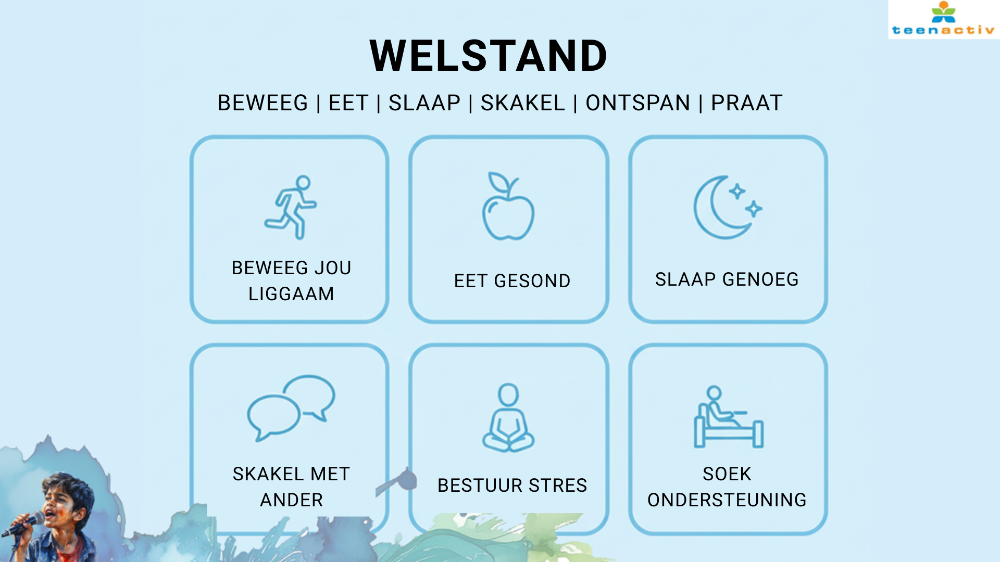 teenactiv
WELSTAND
BEWEEG | EET | SLAAP | SKAKEL | ONTSPAN | PRAAT
BEWEEG JOU
LIGGAAM
EET GESOND
SLAAP GENOEG
SKAKEL MET
ANDER
BESTUUR STRES
SOEK
ONDERSTEUNING